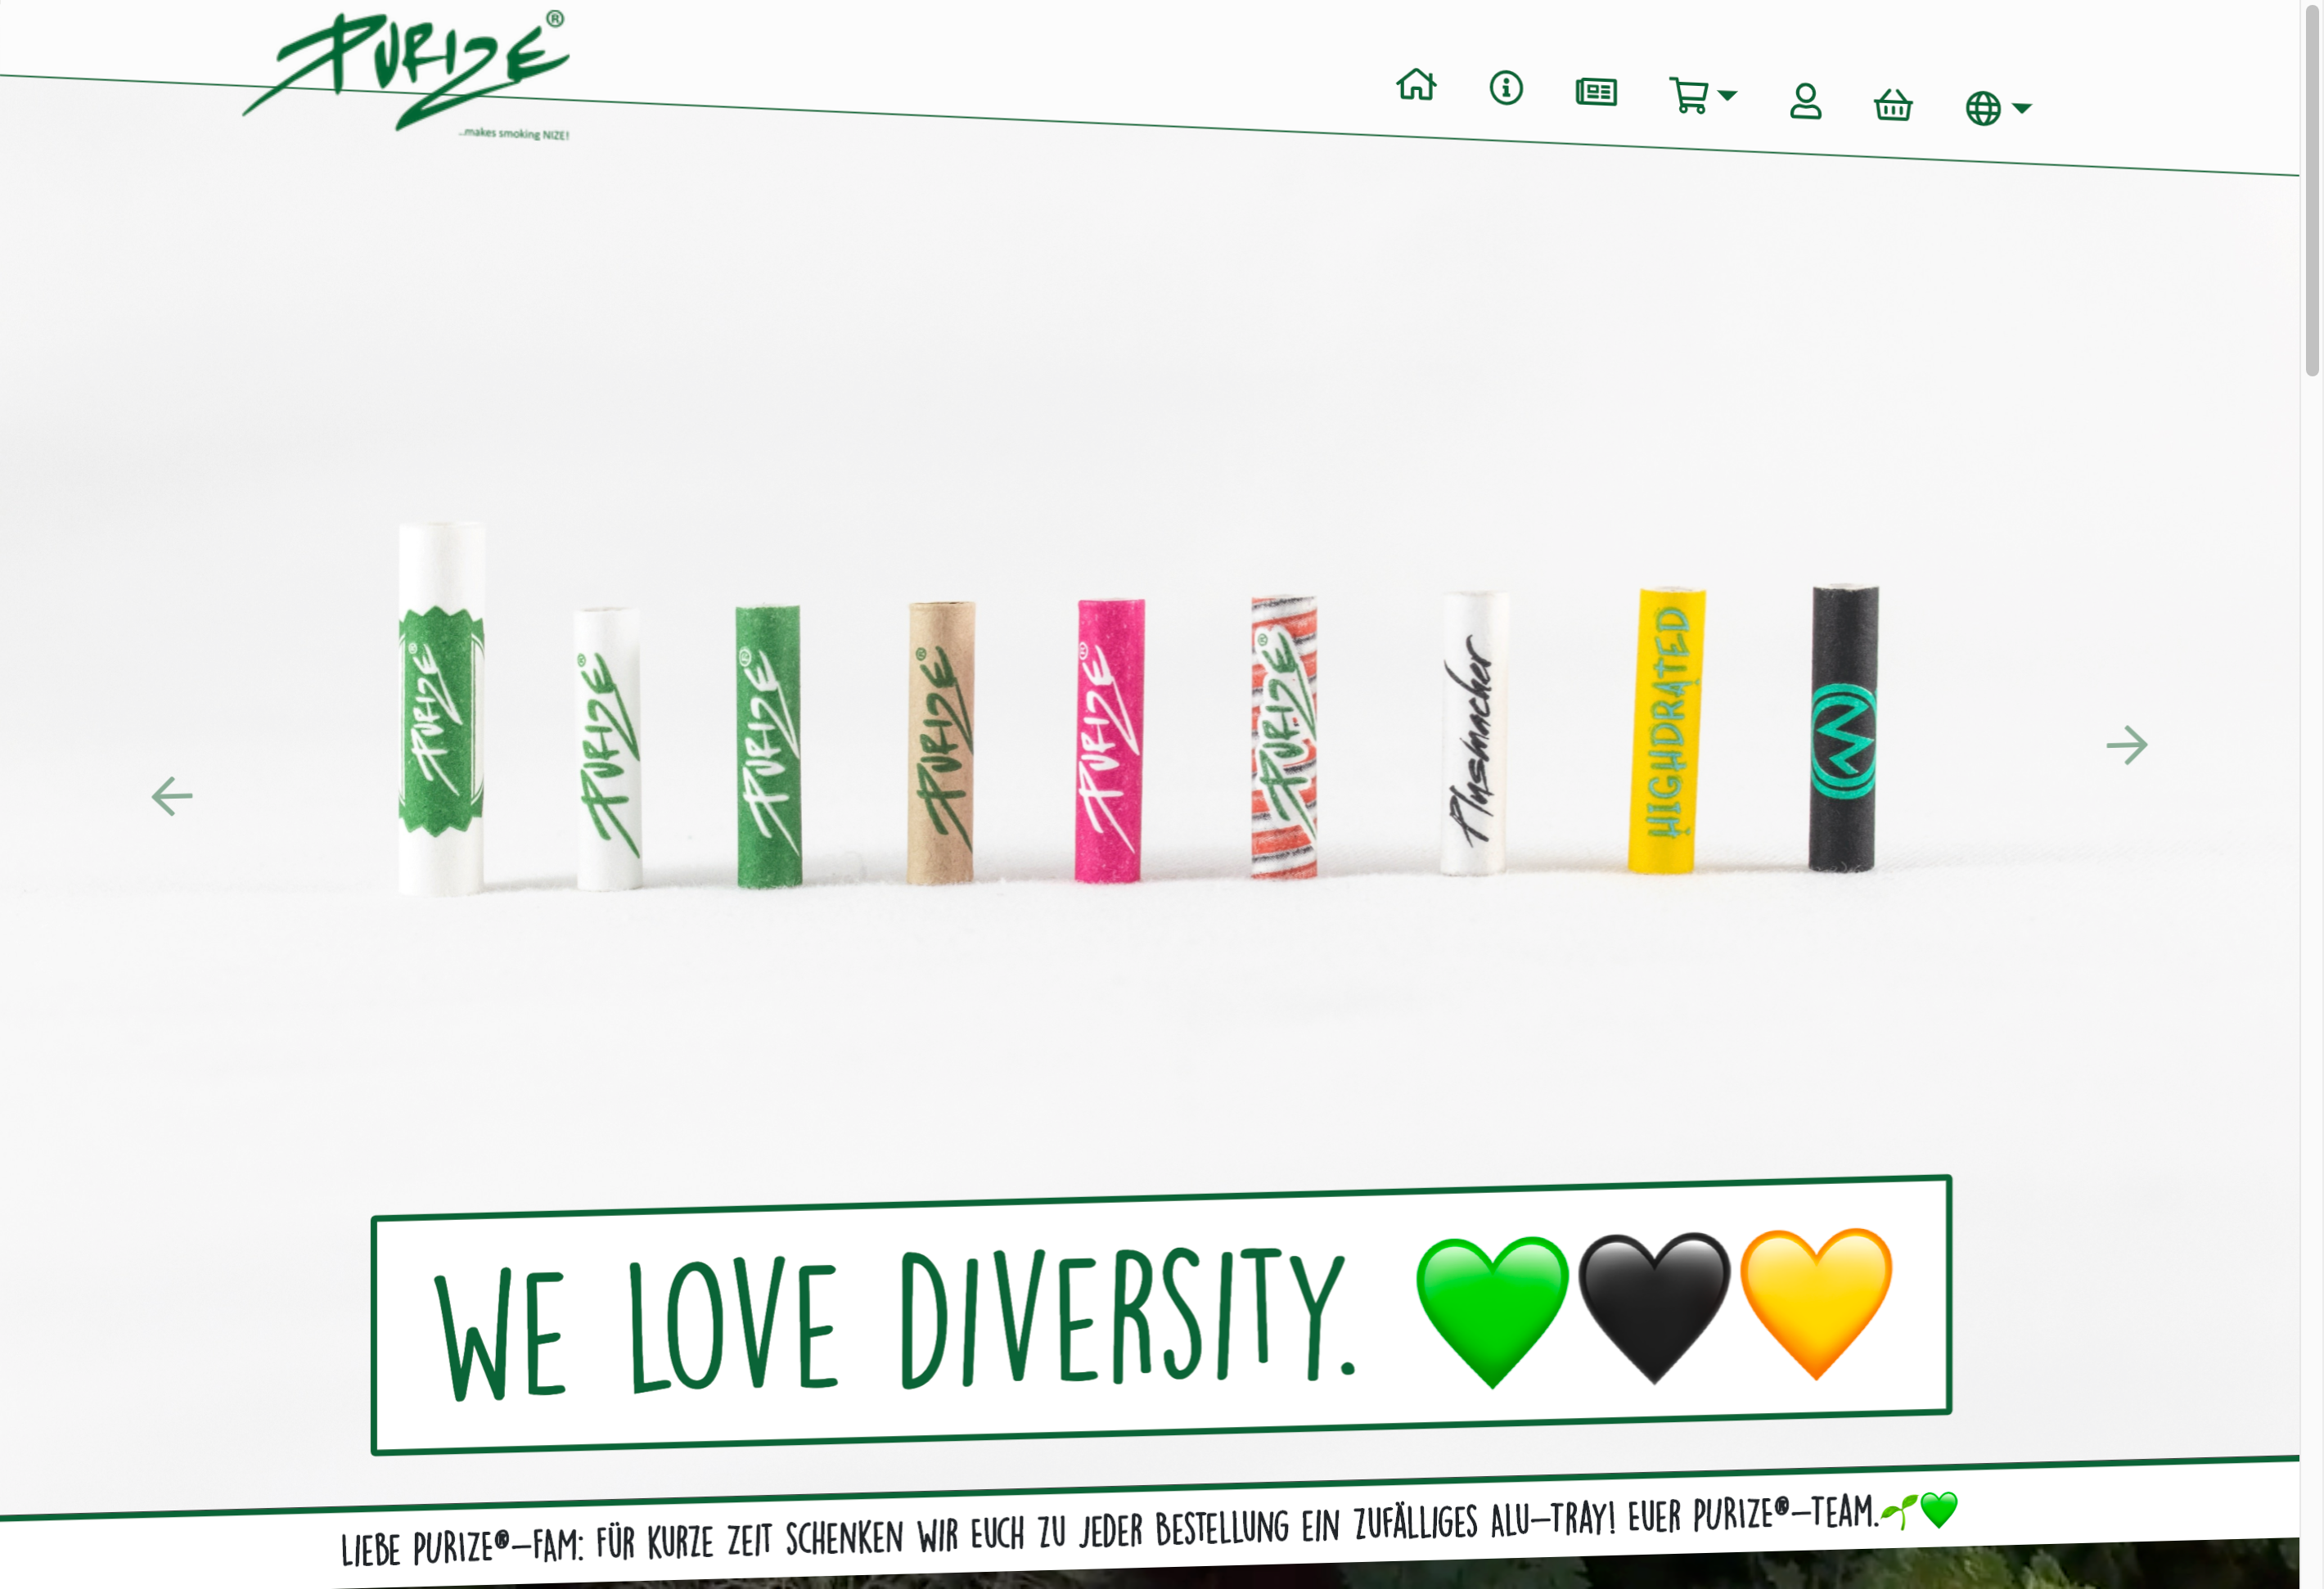 PURIZE®
...makes smoking NIZE!
PURIZE®
PURIZE®
PURIZE®
PURIZE®
PURIZE®
PURIZE®
Plusmacher
HIGHDRATED
WE LOVE DIVERSITY. 💚🖤💛
LIEBE PURIZE®-FAM: FÜR KURZE ZEIT SCHENKEN WIR EUCH ZU JEDER BESTELLUNG EIN ZUFÄLLIGES ALU-TRAY! EUER PURIZE®-TEAM.🌱💚